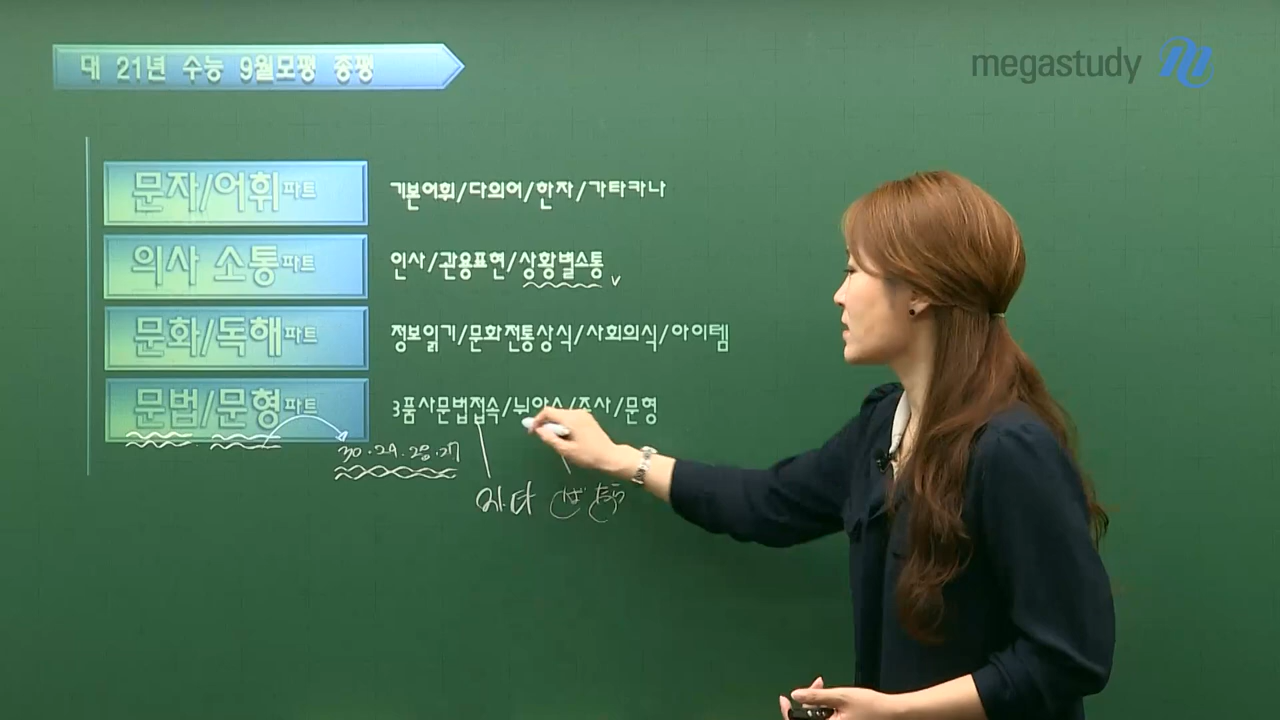 대 21년 수능 9월모평 총평
megastudy
문자/어휘파트
기본어휘/다의어/한자/가타카나
의사 소통파트
인사/관용표현/상황별소통
문화/독해파트
정보읽기/문화전통상식/사회의식/아이템
문법/문형파트
3품사문법접속/조사/문형
30.29.28.27